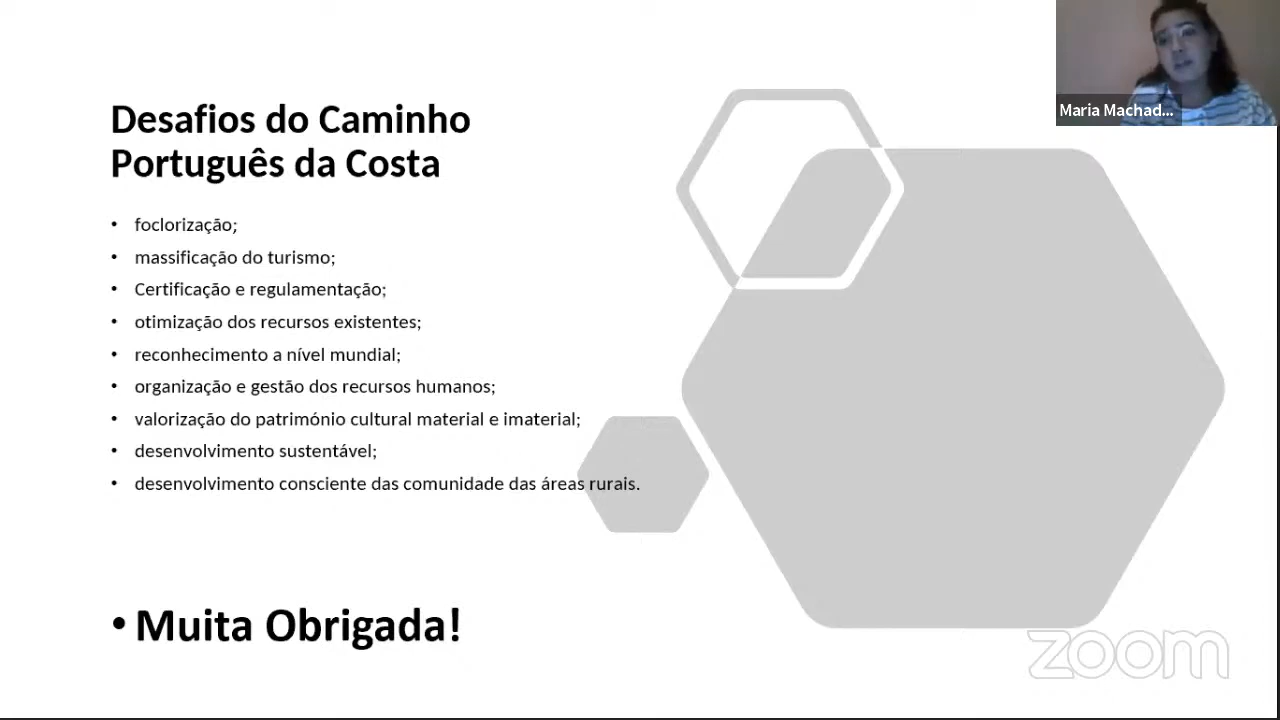 Maria Machad...
Desafios do Caminho
Português da Costa
• foclorização;
• massificação do turismo;
• Certificação e regulamentação;
• otimização dos recursos existentes;
• reconhecimento a nível mundial;
• organização e gestão dos recursos humanos;
• valorização do património cultural material e imaterial;
• desenvolvimento sustentável;
• desenvolvimento consciente das comunidade das áreas rurais.
• Muita Obrigada!
zoom